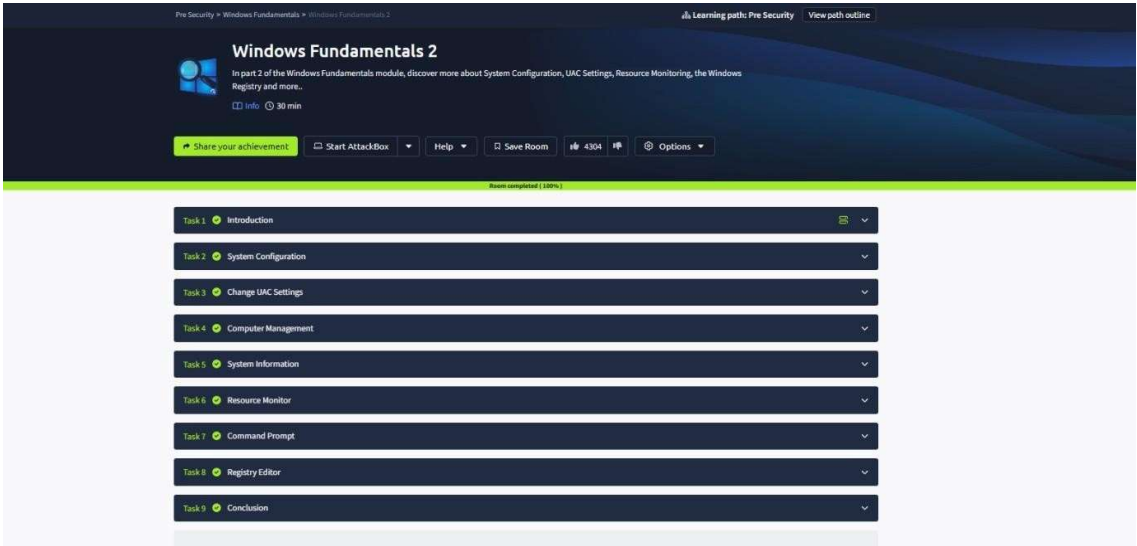 Pre Security > Windows Fundamentals > Windows Fundamentals 2
Learning path: Pre Security View path outline
Windows Fundamentals 2
In part 2 of the Windows Fundamentals module, discover more about System Configuration, UAC Settings, Resource Monitoring, the Windows
Registry and more..
Info 30 min
Share your achievement Start AttackBox Help Save Room 4304 Options
Room completed ( 100% )
Task 1 Introduction
Task 2 System Configuration
Task 3 Change UAC Settings
Task 4 Computer Management
Task 5 System Information
Task 6 Resource Monitor
Task 7 Command Prompt
Task 8 Registry Editor
Task 9 Conclusion